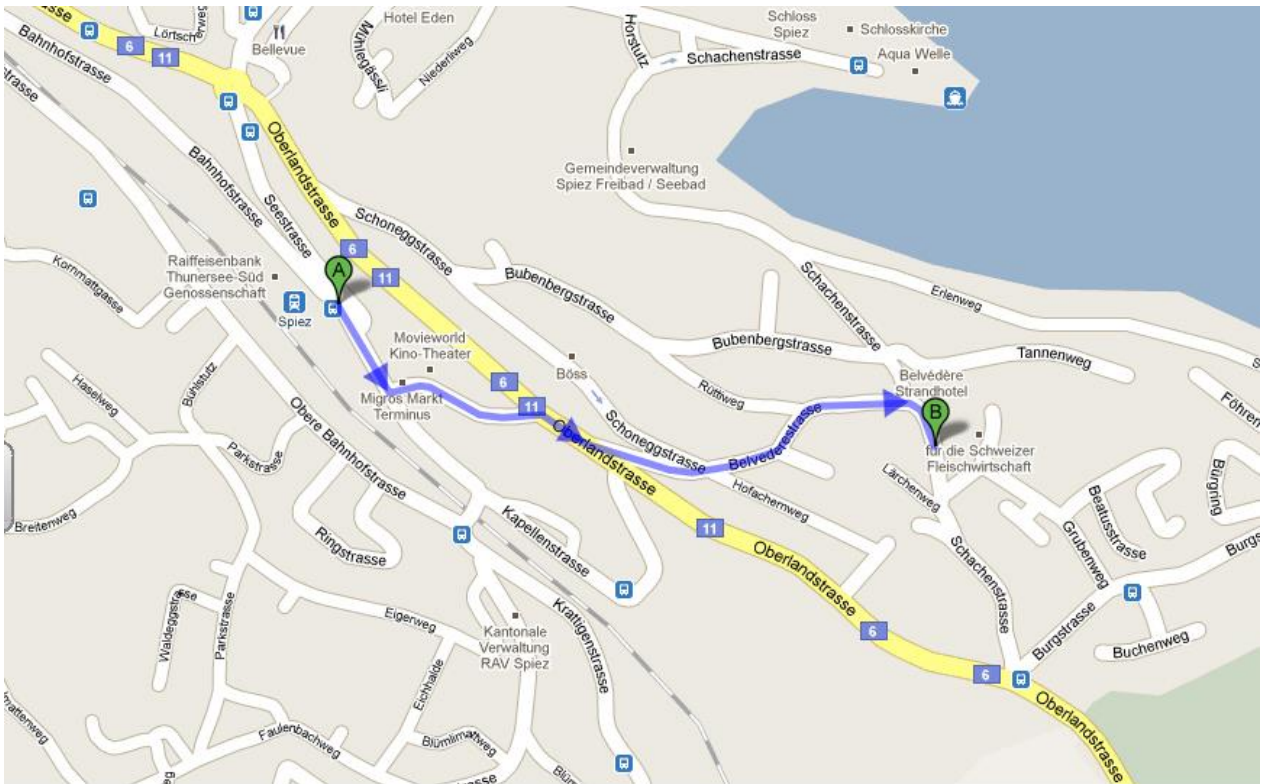 Hotel Eden
Schloss
Spiez
Schlosskirche
Aqua Welle
Lörtscherweg
Bellevue
6
11
Bahnhofstrasse
Mühlegässli
Niederliweg
Horstutz
Schachenstrasse
Oberlandstrasse
Bahnhofstrasse
Seestrasse
Gemeindeverwaltung
Spiez Freibad / Seebad
Schoneggstrasse
6
11
A
Raiffeisenbank
Thunersee-Süd
Genossenschaft
Kornmattgasse
Spiez
Bubenbergstrasse
Schachenstrasse
Erlenweg
Movieworld
Kino-Theater
Migros Markt
Terminus
Böss
6
11
Bubenbergstrasse
Tannenweg
Rüttiweg
Belvédère
Strandhotel
B
Haselweg
Bühlstutz
Parkstrasse
Obere Bahnhofstrasse
Oberlandstrasse
Schoneggstrasse
Belvederestrasse
für die Schweizer
Fleischwirtschaft
Lärchenweg
Hofachernweg
Bürgring
Beatusstrasse
Grubenweg
Breitenweg
Ringstrasse
Kapellenstrasse
11
Oberlandstrasse
Schachenstrasse
Burgstrasse
Waldeggstrasse
Parkstrasse
Eigerweg
Kantonale
Verwaltung
RAV Spiez
Krattigenstrasse
6
6
Buchenweg
Oberlandstrasse
Eichhalde
Faulenbachweg
Blümlimattweg